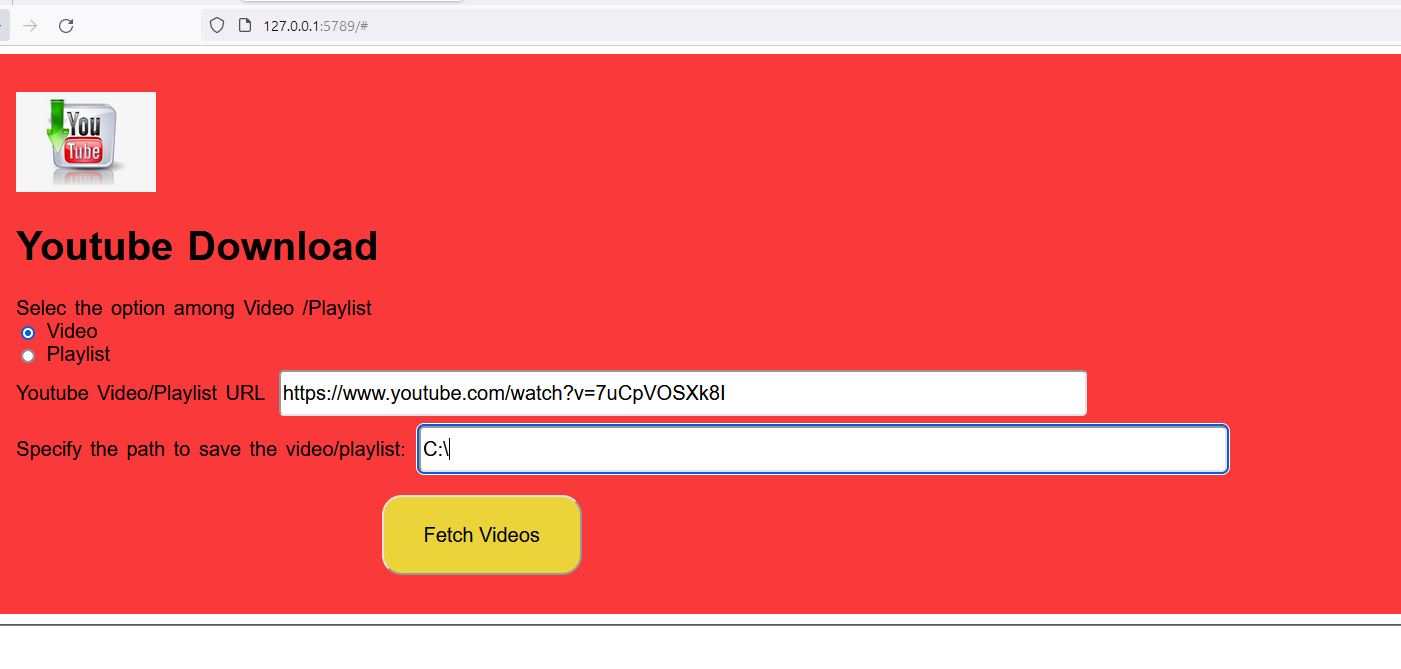 127.0.0.1:5789/#
You
Tube
Youtube Download
Selec the option among Video /Playlist
Video
Playlist
Youtube Video/Playlist URL https://www.youtube.com/watch?v=7uCpVOSXk8I
Specify the path to save the video/playlist: C:\
Fetch Videos